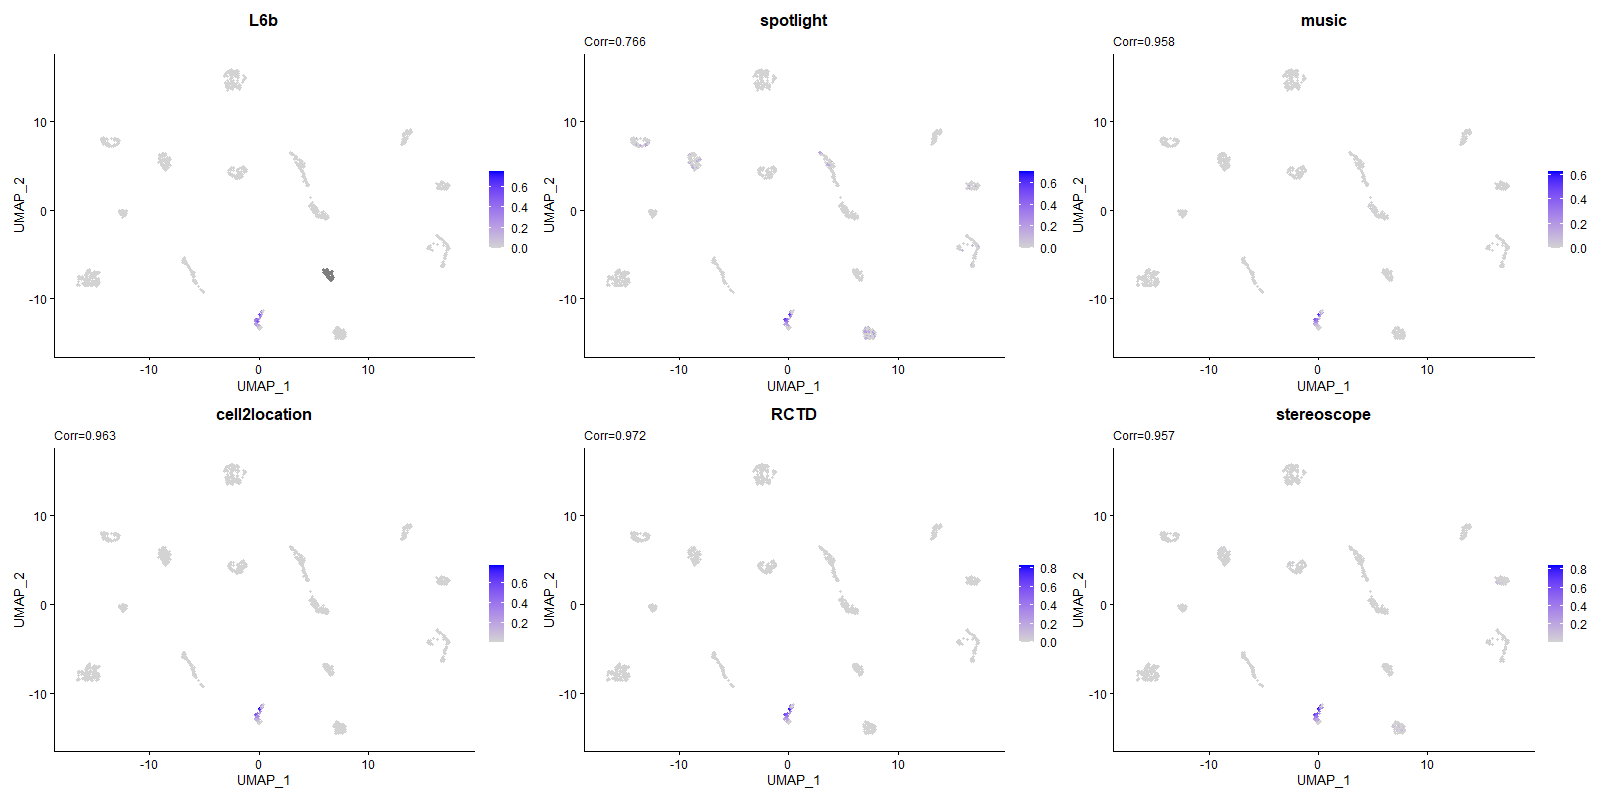 L6b
UMAP_2
10
0
-10
-10
0
10
UMAP_1
0.6
0.4
0.2
0.0
spotlight
Corr=0.766
UMAP_2
10
0
-10
-10
0
10
UMAP_1
0.6
0.4
0.2
0.0
music
Corr=0.958
UMAP_2
10
0
-10
-10
0
10
UMAP_1
0.6
0.4
0.2
0.0
cell2location
Corr=0.963
UMAP_2
10
0
-10
-10
0
10
UMAP_1
0.6
0.4
0.2
RCTD
Corr=0.972
UMAP_2
10
0
-10
-10
0
10
UMAP_1
0.8
0.6
0.4
0.2
0.0
stereoscope
Corr=0.957
UMAP_2
10
0
-10
-10
0
10
UMAP_1
0.8
0.6
0.4
0.2